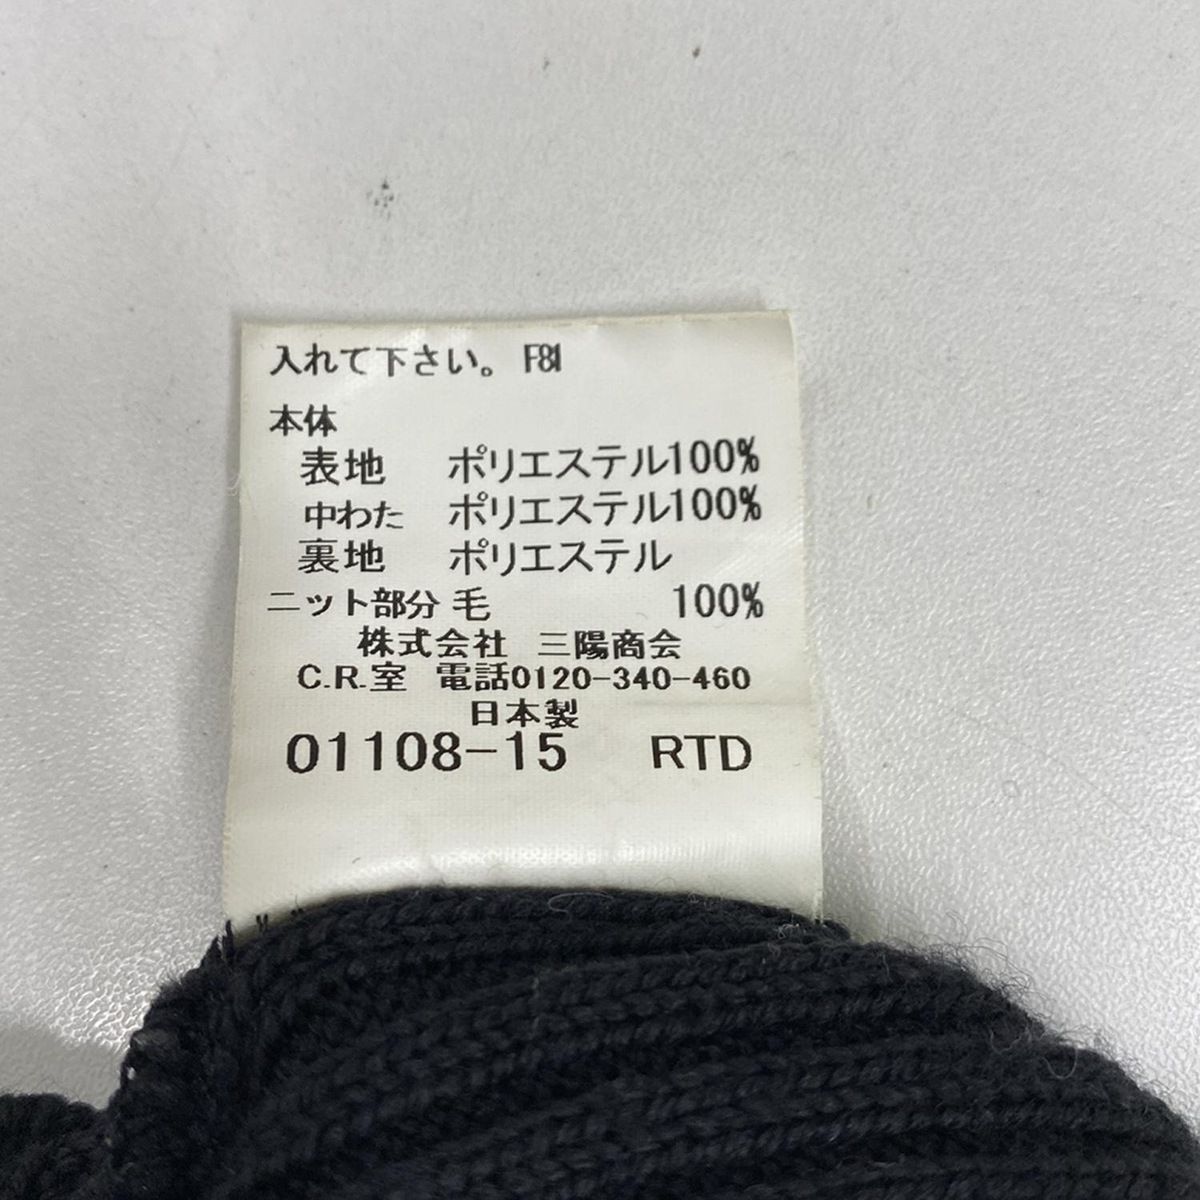 入れて下さい。 F81
本体
表地 ポリエステル100%
中わた ポリエステル100%
裏地 ポリエステル
ニット部分 毛 100%
株式会社 三陽商会
C.R.室 電話0120-340-460
日本製
01108-15 RTD